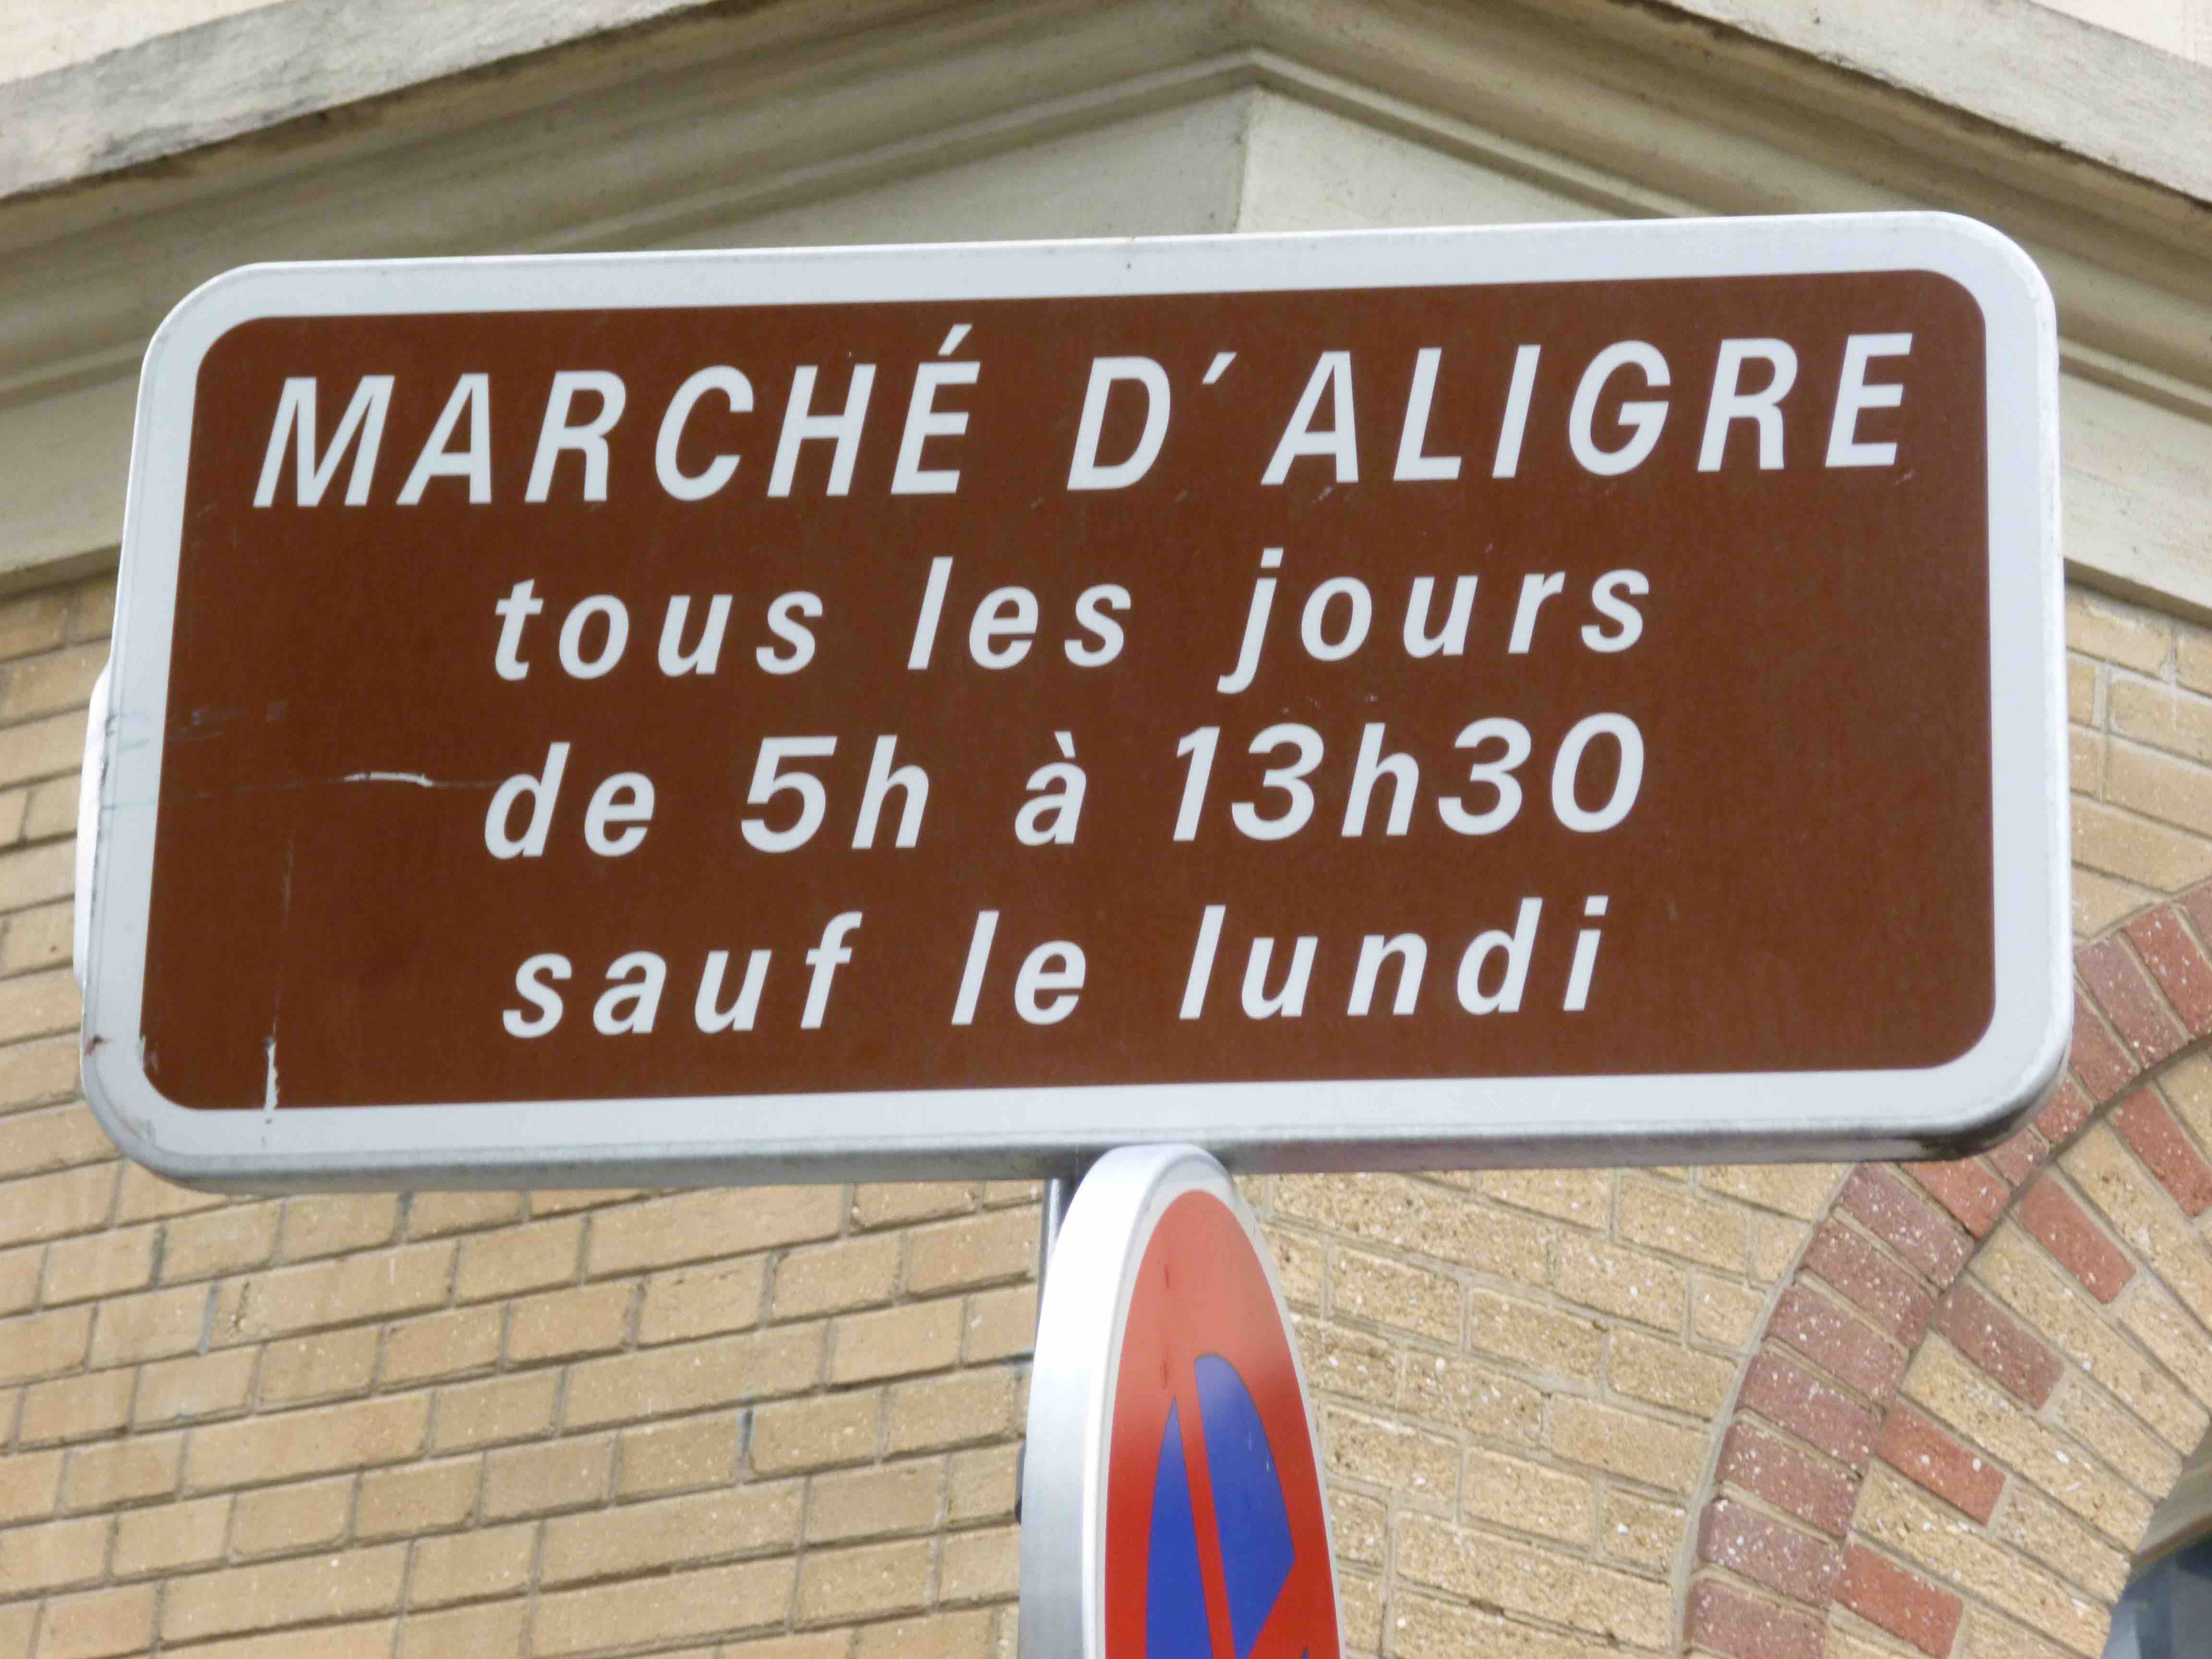 MARCHÉ D'ALIGRE
tous les jours
de 5h à 13h30
sauf le lundi